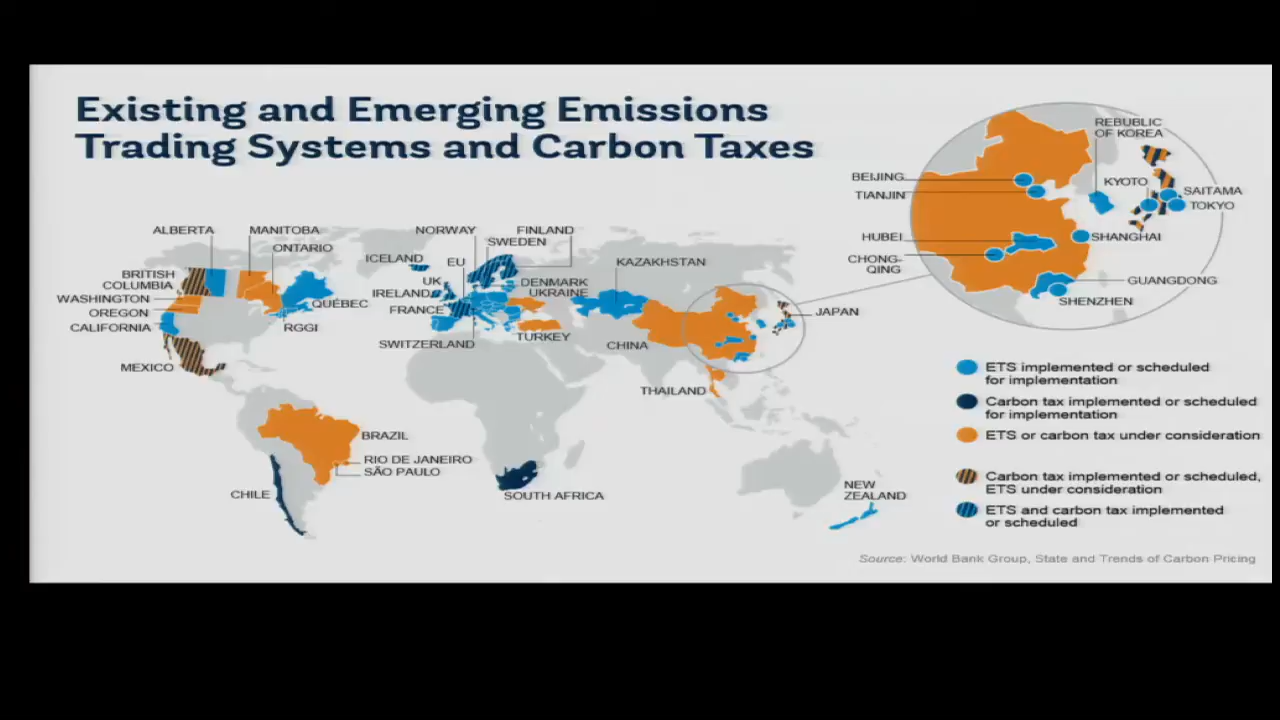 Existing and Emerging Emissions
Trading Systems and Carbon Taxes
ALBERTA
MANITOBA
ONTARIO
BRITISH
COLUMBIA
WASHINGTON
OREGON
CALIFORNIA
QUÉBEC
RGGI
MEXICO
BRAZIL
RIO DE JANEIRO
SÃO PAULO
CHILE
NORWAY
FINLAND
SWEDEN
ICELAND
EU
UK
IRELAND
DENMARK
UKRAINE
FRANCE
SWITZERLAND
TURKEY
KAZAKHSTAN
CHINA
THAILAND
JAPAN
SOUTH AFRICA
NEW
ZEALAND
REBUBLIC
OF KOREA
BEIJING
TIANJIN
KYOTO
SAITAMA
TOKYO
HUBEI
SHANGHAI
CHONG-
QING
GUANGDONG
SHENZHEN
ETS implemented or scheduled
for implementation
Carbon tax implemented or scheduled
for implementation
ETS or carbon tax under consideration
Carbon tax implemented or scheduled,
ETS under consideration
ETS and carbon tax implemented
or scheduled
Source: World Bank Group, State and Trends of Carbon Pricing